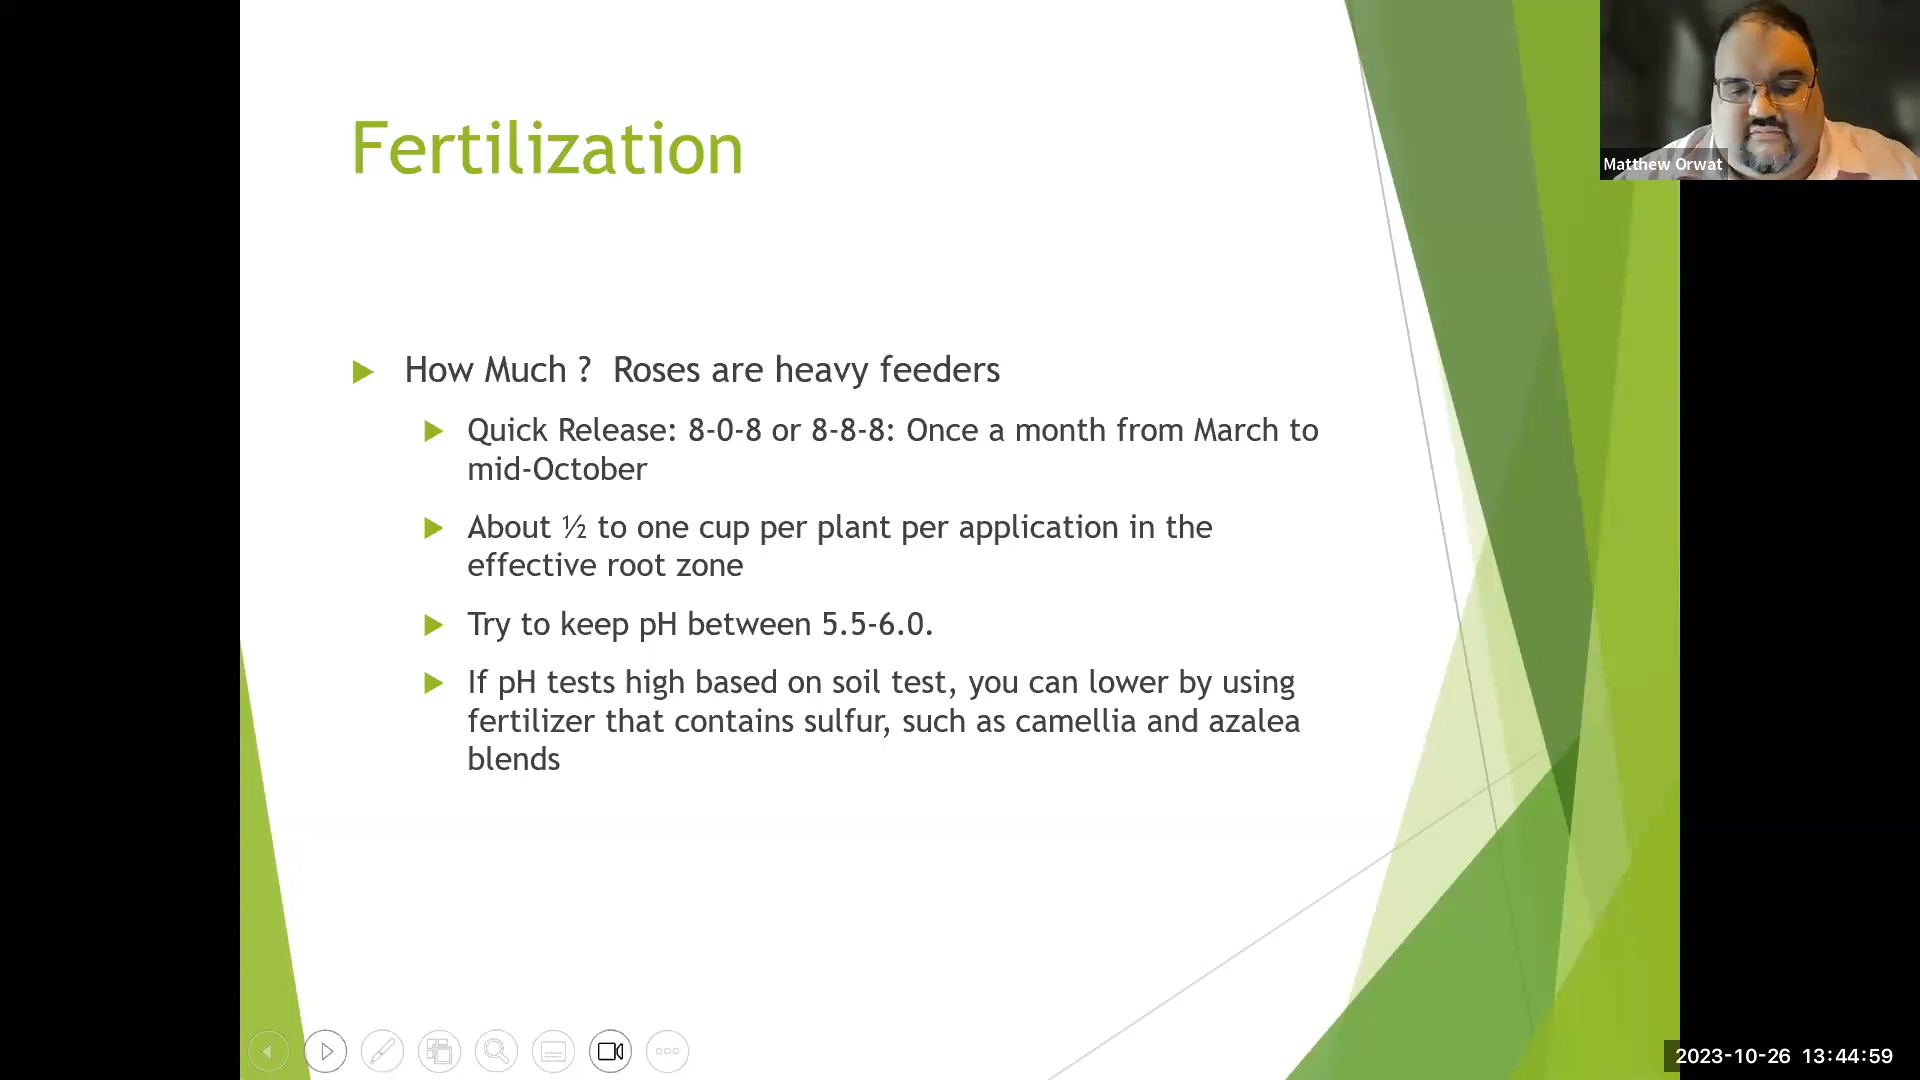 Fertilization
How Much ?  Roses are heavy feeders
Quick Release: 8-0-8 or 8-8-8: Once a month from March to
mid-October
About ½ to one cup per plant per application in the
effective root zone
Try to keep pH between 5.5-6.0.
If pH tests high based on soil test, you can lower by using
fertilizer that contains sulfur, such as camellia and azalea
blends
Matthew Orwat
2023-10-26 13:44:59